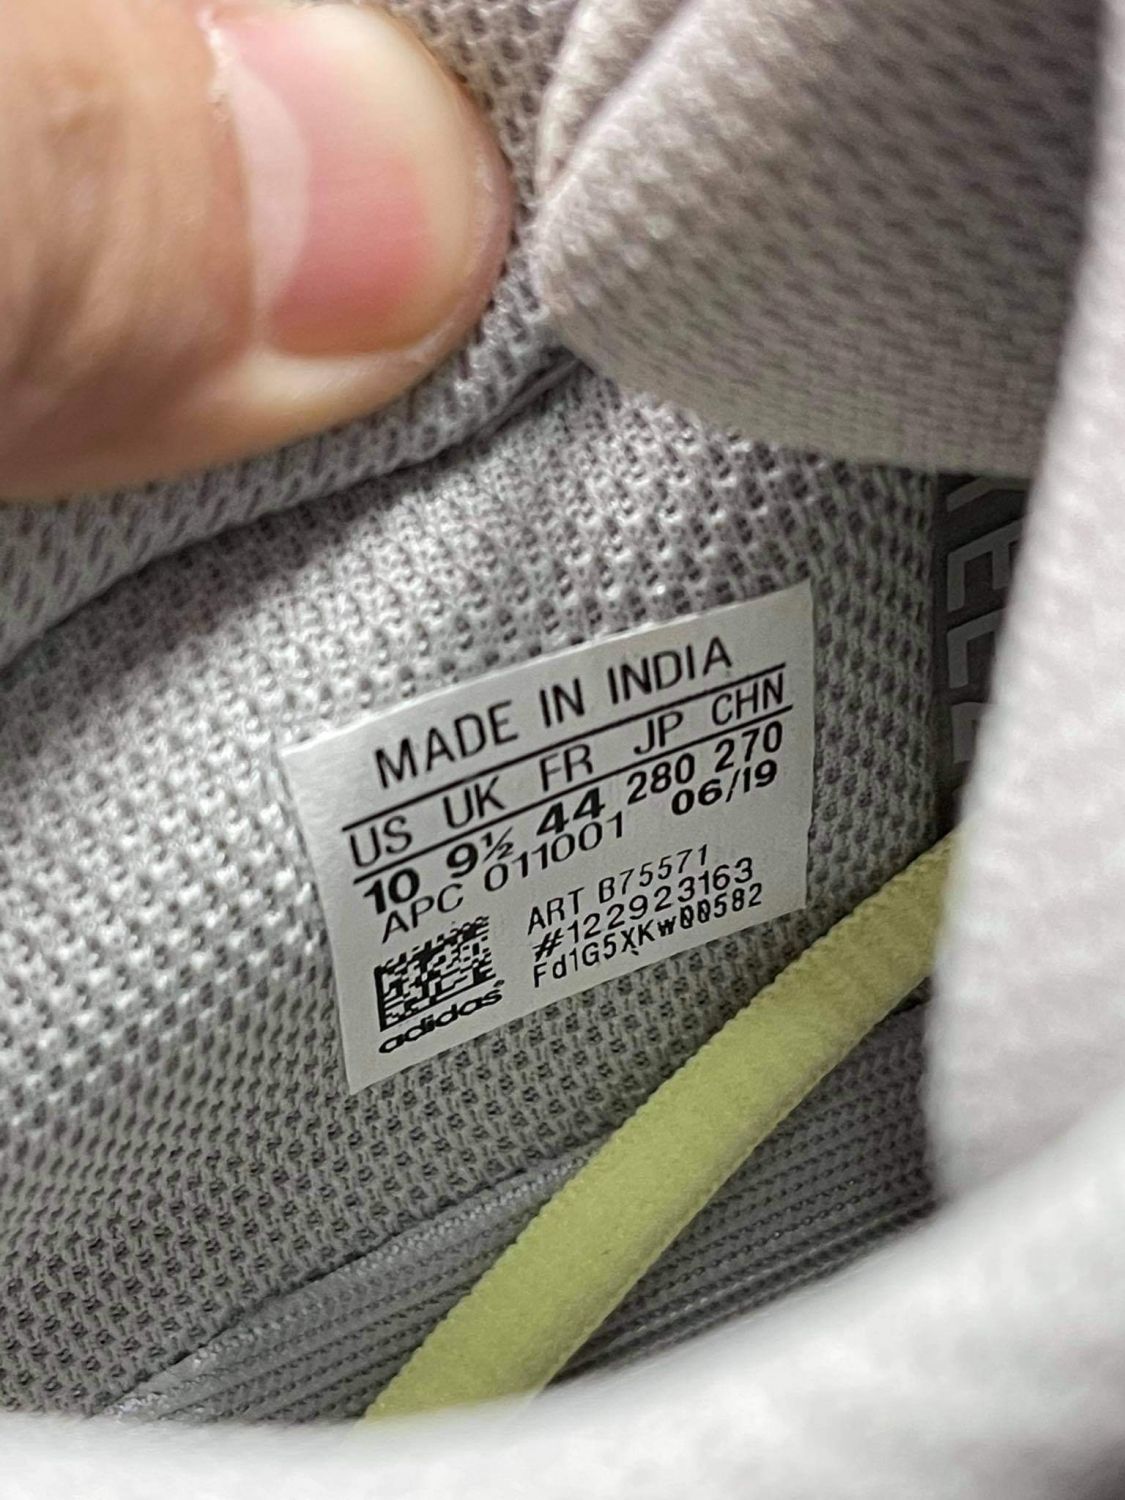 MADE IN INDIA
US UK FR JP CHN
10 9½ 44 280 270
APC 011001 06/19
ART B75571
#122923163
Fd1G5XKw00582
adidas